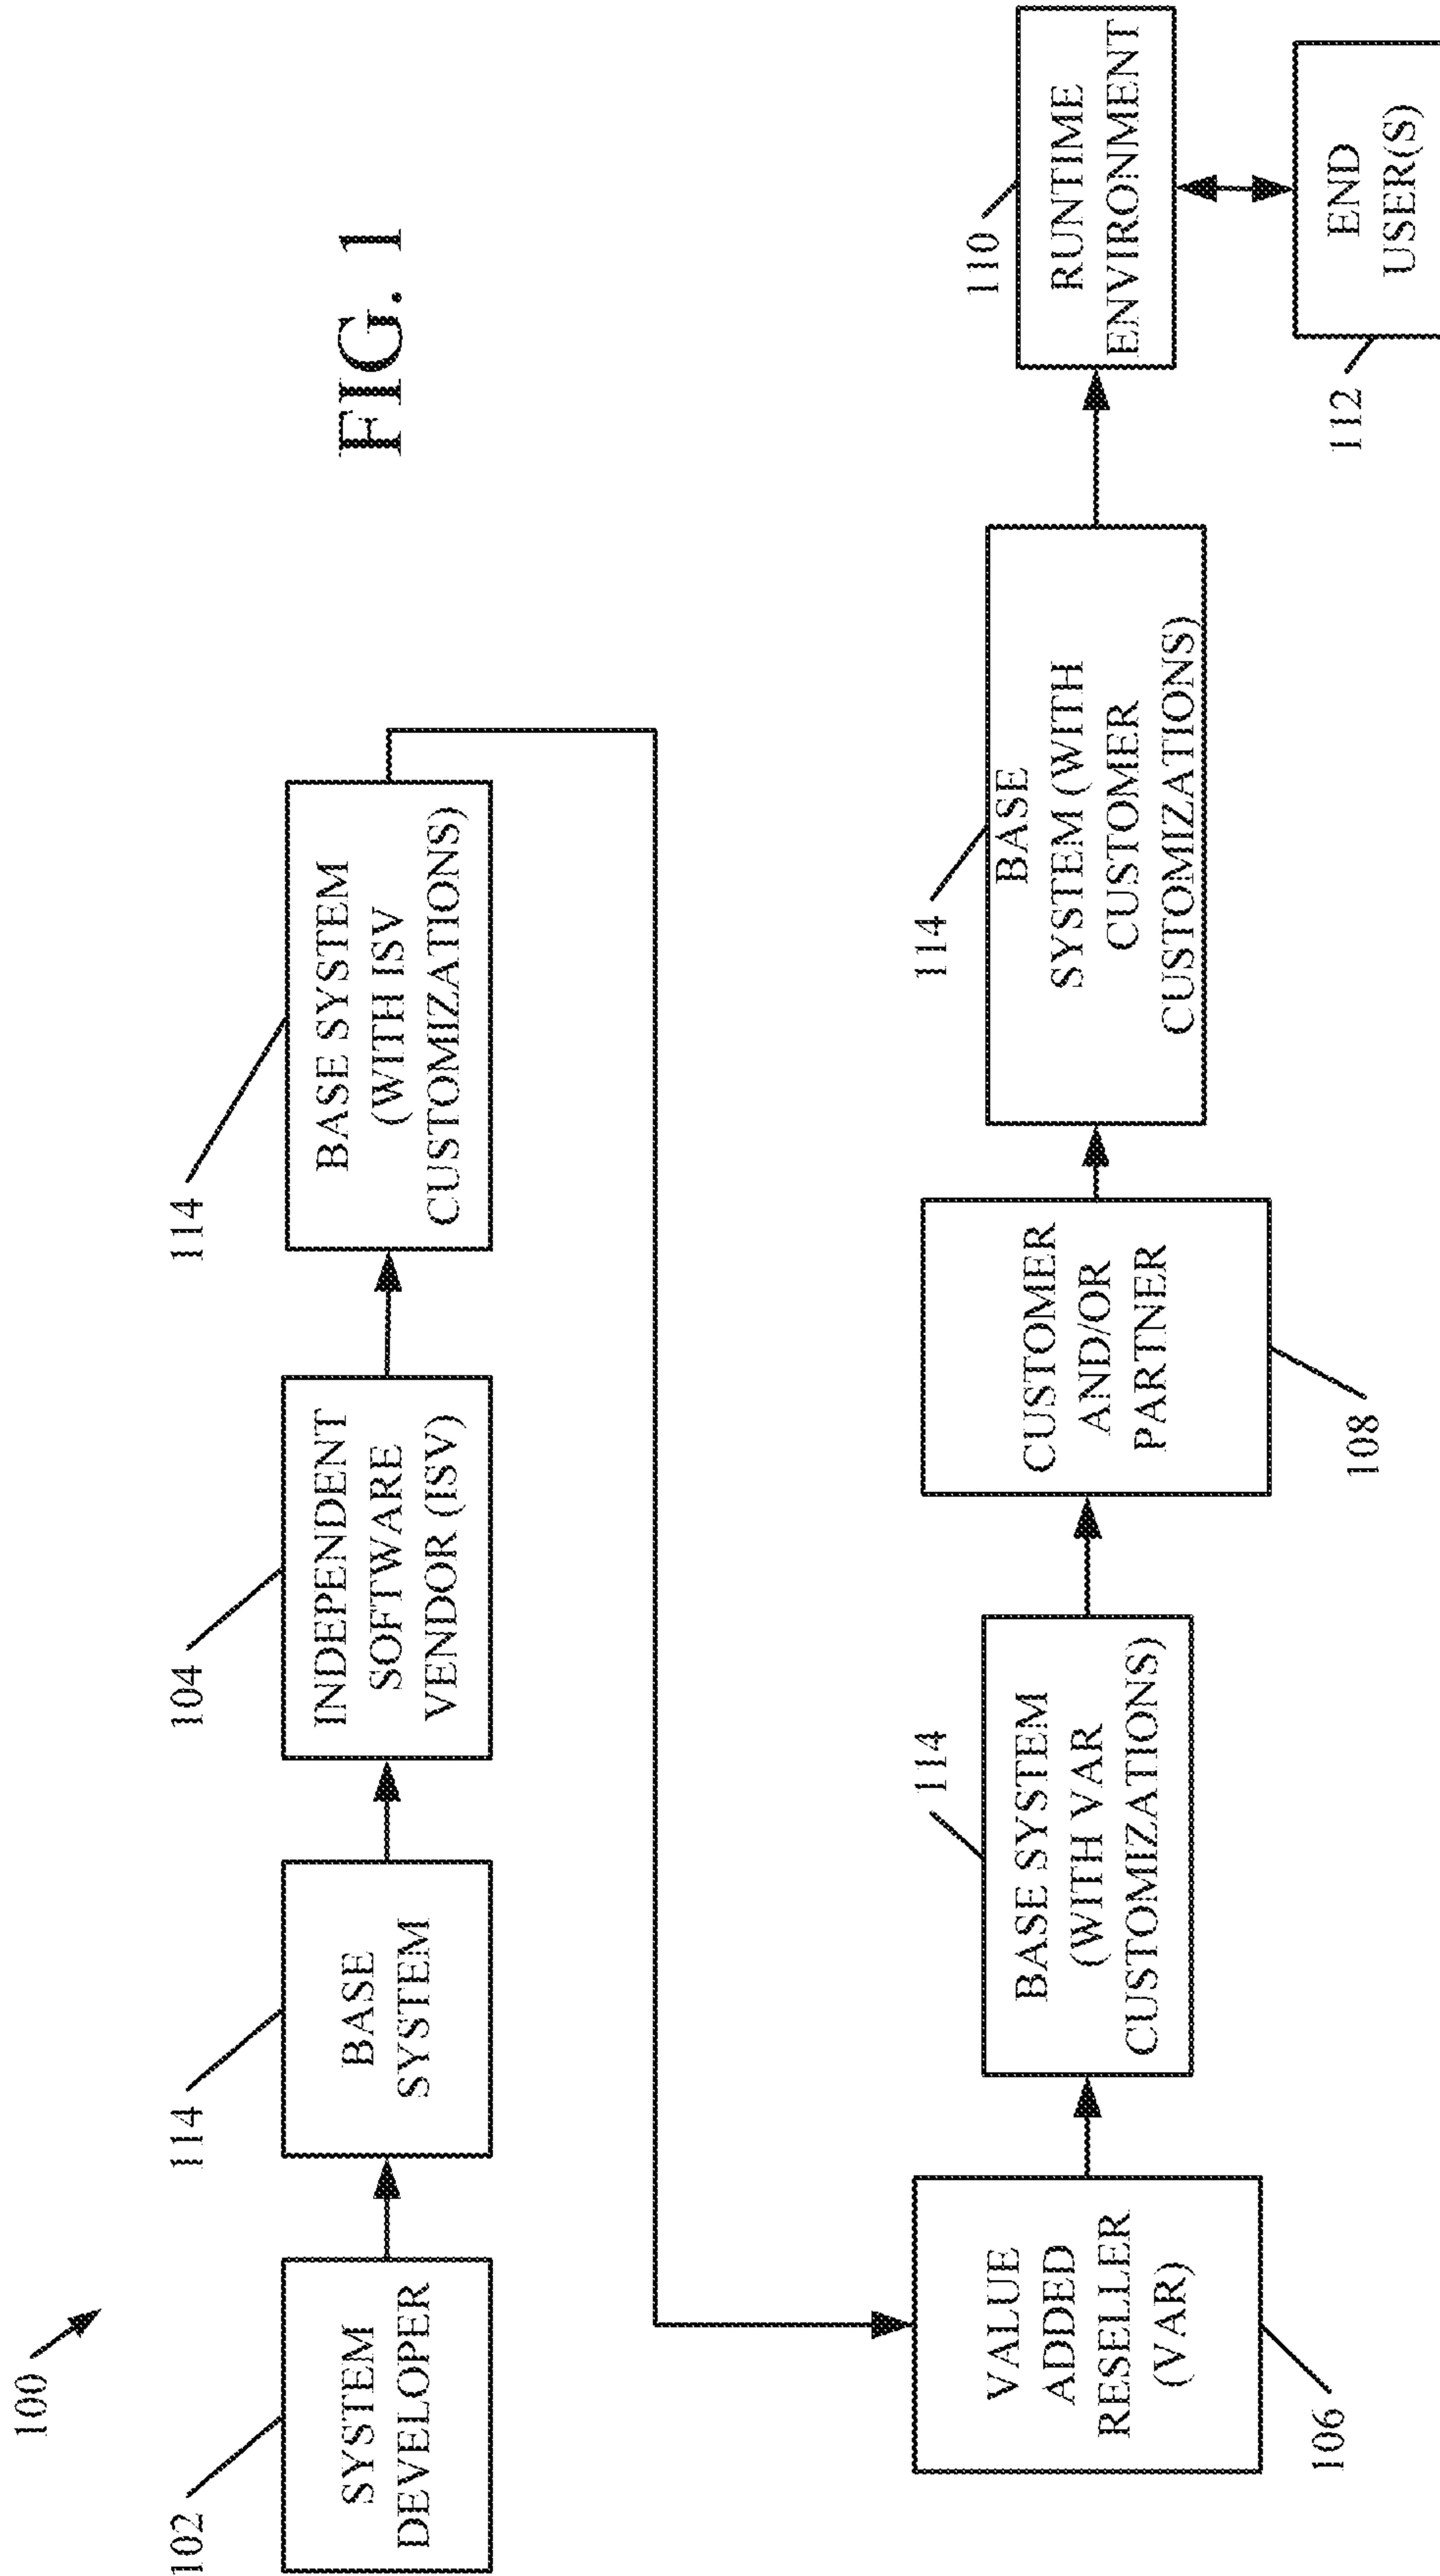 FIG. 1
100
102
SYSTEM
DEVELOPER
114
BASE
SYSTEM
104
INDEPENDENT
SOFTWARE
VENDOR (ISV)
114
BASE SYSTEM
(WITH ISV
CUSTOMIZATIONS)
VALUE
ADDED
RESELLER
(VAR)
106
114
BASE SYSTEM
(WITH VAR
CUSTOMIZATIONS)
CUSTOMER
AND/OR
PARTNER
108
114
BASE
SYSTEM (WITH
CUSTOMER
CUSTOMIZATIONS)
110
RUNTIME
ENVIRONMENT
112
END
USER(S)